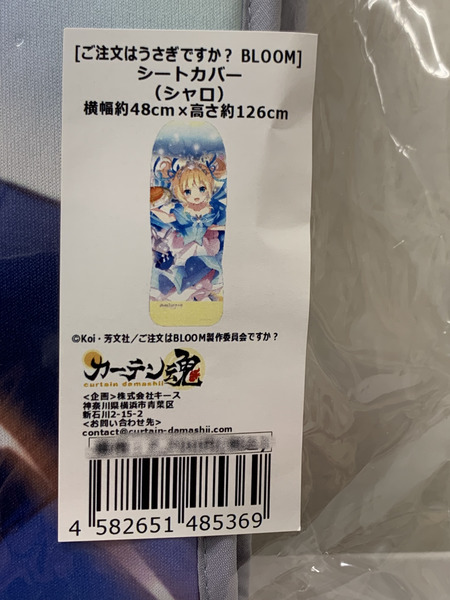 [ご注文はうさぎですか？ BLOOM]
シートカバー
（シャロ）
横幅約48cm×高さ約126cm
©Koi・芳文社／ご注文はBLOOM製作委員会ですか？
カーテン魂
curtain damashii
<企画>株式会社キース
神奈川県横浜市青葉区
新石川2-15-2
<お問い合わせ先>
contact@curtain-damashii.com
4 582651 485369